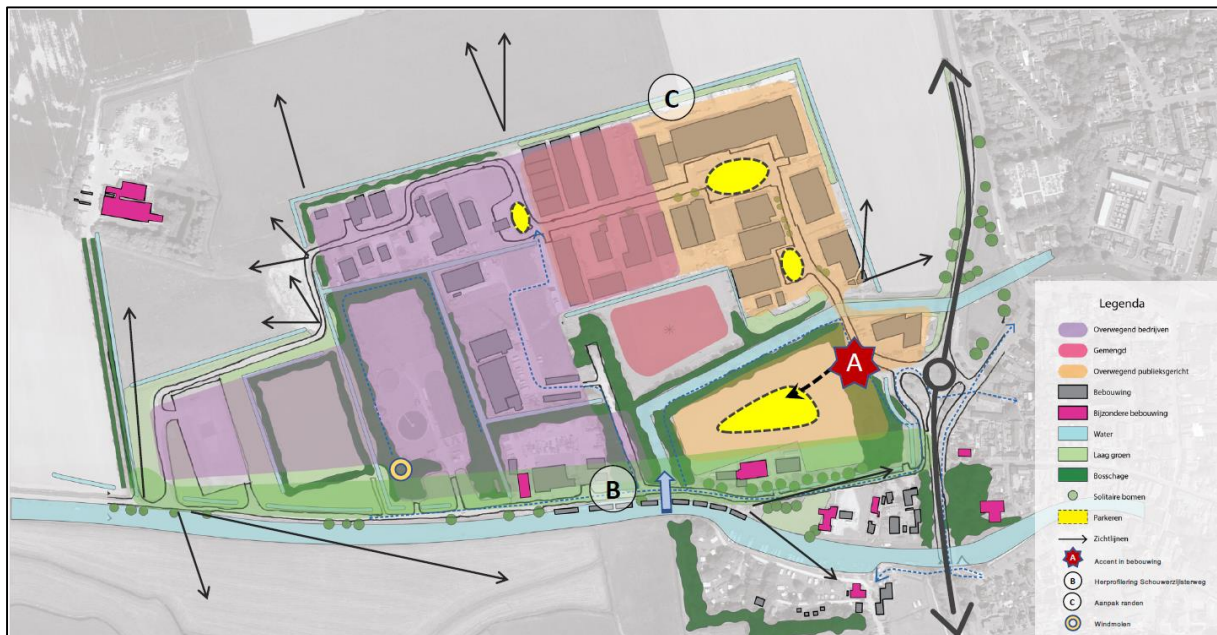 C
A
B
Legenda
Overwegend bedrijven
Gemengd
Overwegend publieksgericht
Bebouwing
Bijzondere bebouwing
Water
Laag groen
Bosschage
Solitaire bomen
Parkeren
Zichtlijnen
A Accent in bebouwing
B Herprofilering Schouwerzijlsterweg
C Aanpak randen
Windmolen